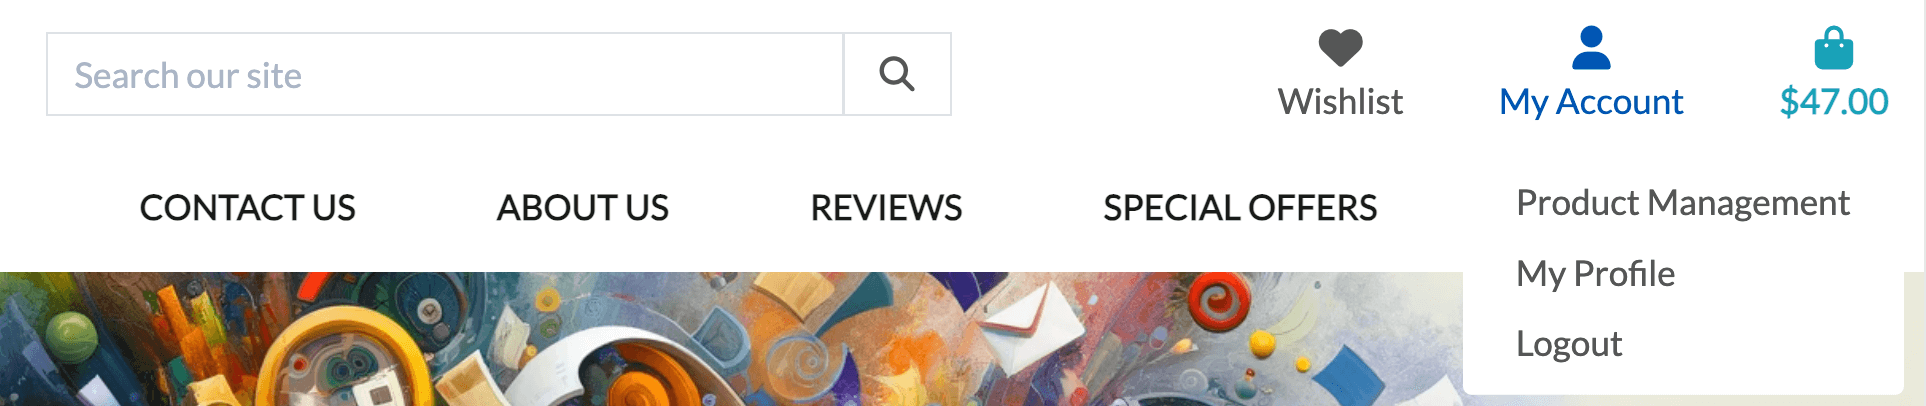 Search our site
Wishlist
My Account
$47.00
CONTACT US
ABOUT US
REVIEWS
SPECIAL OFFERS
Product Management
My Profile
Logout